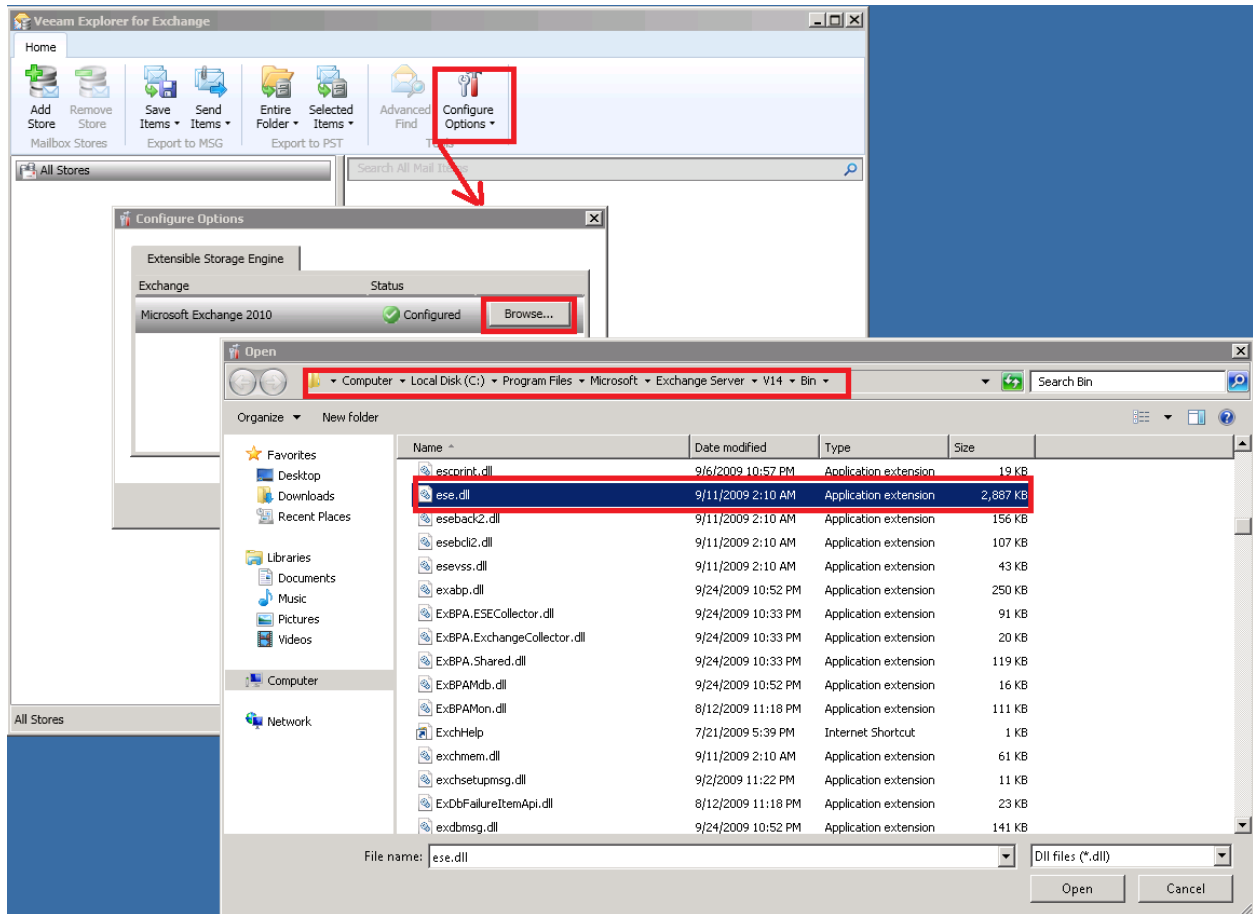 Veeam Explorer for Exchange
Home
Add Store
Remove Store
Save Items
Send Items
Entire Folder
Selected Items
Advanced Find
Configure Options
Mailbox Stores
Export to MSG
Export to PST
All Stores
Search All Mail Items
Configure Options
Extensible Storage Engine
Exchange Status
Microsoft Exchange 2010 Configured Browse...
Open
Computer Local Disk (C:) Program Files Microsoft Exchange Server V14 Bin
Search Bin
Organize New folder
Favorites
Desktop
Downloads
Recent Places
Libraries
Documents
Music
Pictures
Videos
Computer
Network
Name Date modified Type Size
escprint.dll 9/6/2009 10:57 PM Application extension 19 KB
ese.dll 9/11/2009 2:10 AM Application extension 2,887 KB
eseback2.dll 9/11/2009 2:10 AM Application extension 156 KB
esebcli2.dll 9/11/2009 2:10 AM Application extension 107 KB
esevss.dll 9/11/2009 2:10 AM Application extension 43 KB
exabp.dll 9/24/2009 10:52 PM Application extension 250 KB
ExBPA.ESECollector.dll 9/24/2009 10:33 PM Application extension 91 KB
ExBPA.ExchangeCollector.dll 9/24/2009 10:33 PM Application extension 20 KB
ExBPA.Shared.dll 9/24/2009 10:33 PM Application extension 119 KB
ExBPAMdb.dll 9/24/2009 10:52 PM Application extension 16 KB
ExBPAMon.dll 8/12/2009 11:18 PM Application extension 111 KB
ExchHelp 7/21/2009 5:39 PM Internet Shortcut 1 KB
exchmem.dll 9/11/2009 2:10 AM Application extension 61 KB
exchsetupmsg.dll 9/2/2009 11:22 PM Application extension 11 KB
ExDbFailureItemApi.dll 8/12/2009 11:18 PM Application extension 23 KB
exdbmsg.dll 9/24/2009 10:52 PM Application extension 141 KB
All Stores
File name: ese.dll Dll files (*.dll)
Open Cancel